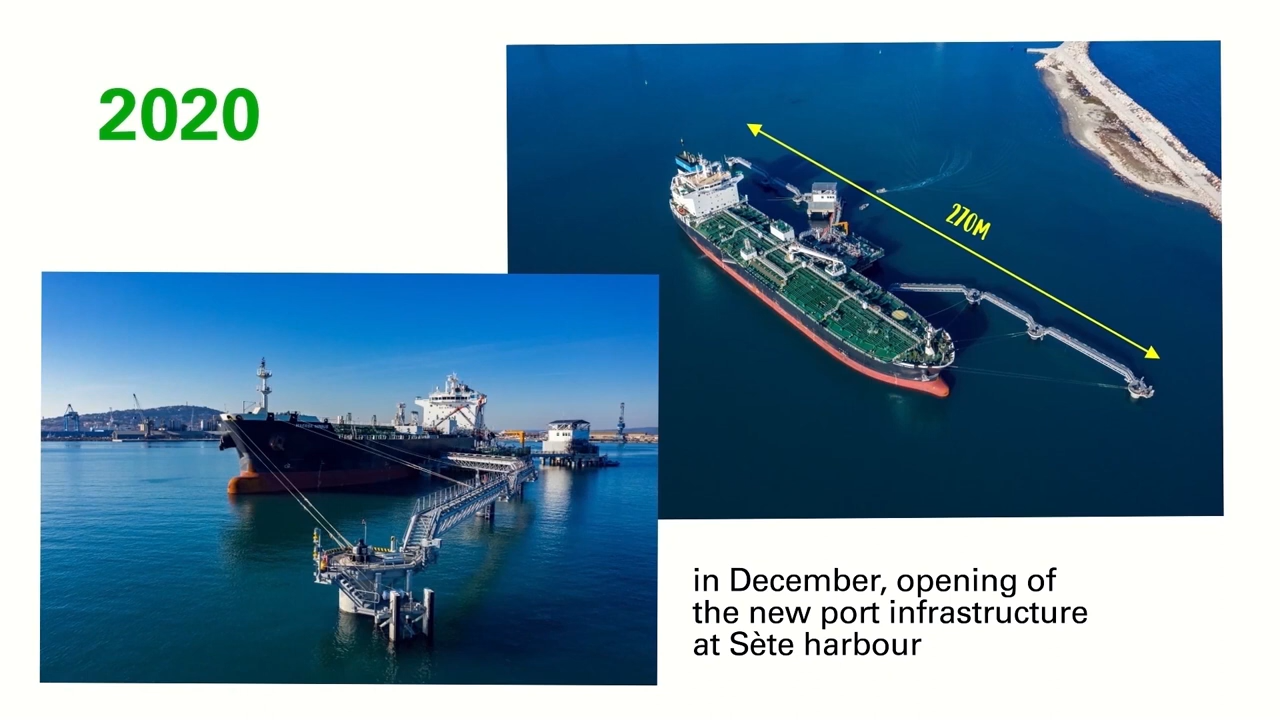 2020
270M
in December, opening of
the new port infrastructure
at Sète harbour